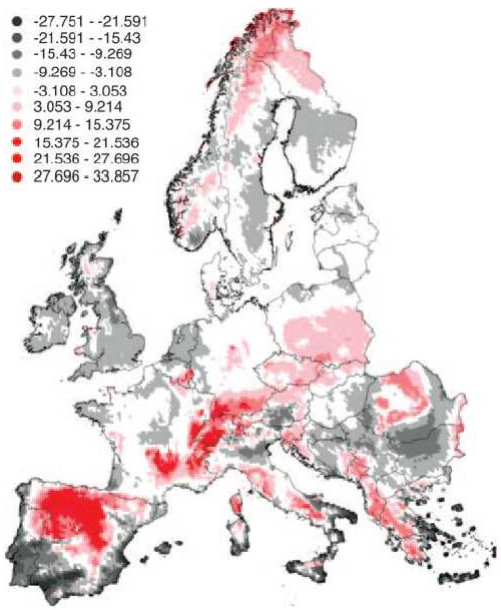 -27.751 - -21.591
-21.591 - -15.43
-15.43 - -9.269
-9.269 - -3.108
-3.108 - 3.053
3.053 - 9.214
9.214 - 15.375
15.375 - 21.536
21.536 - 27.696
27.696 - 33.857